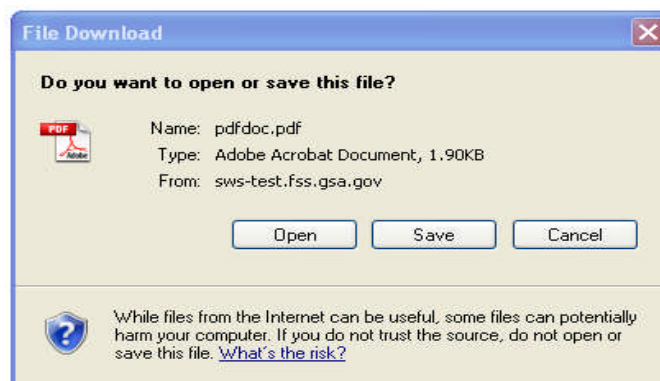 File Download
Do you want to open or save this file?
PDF
Adobe
Name: pdfdoc.pdf
Type: Adobe Acrobat Document, 1.90KB
From: sws-test.fss.gsa.gov
Open Save Cancel
While files from the Internet can be useful, some files can potentially
harm your computer. If you do not trust the source, do not open or
save this file. What's the risk?